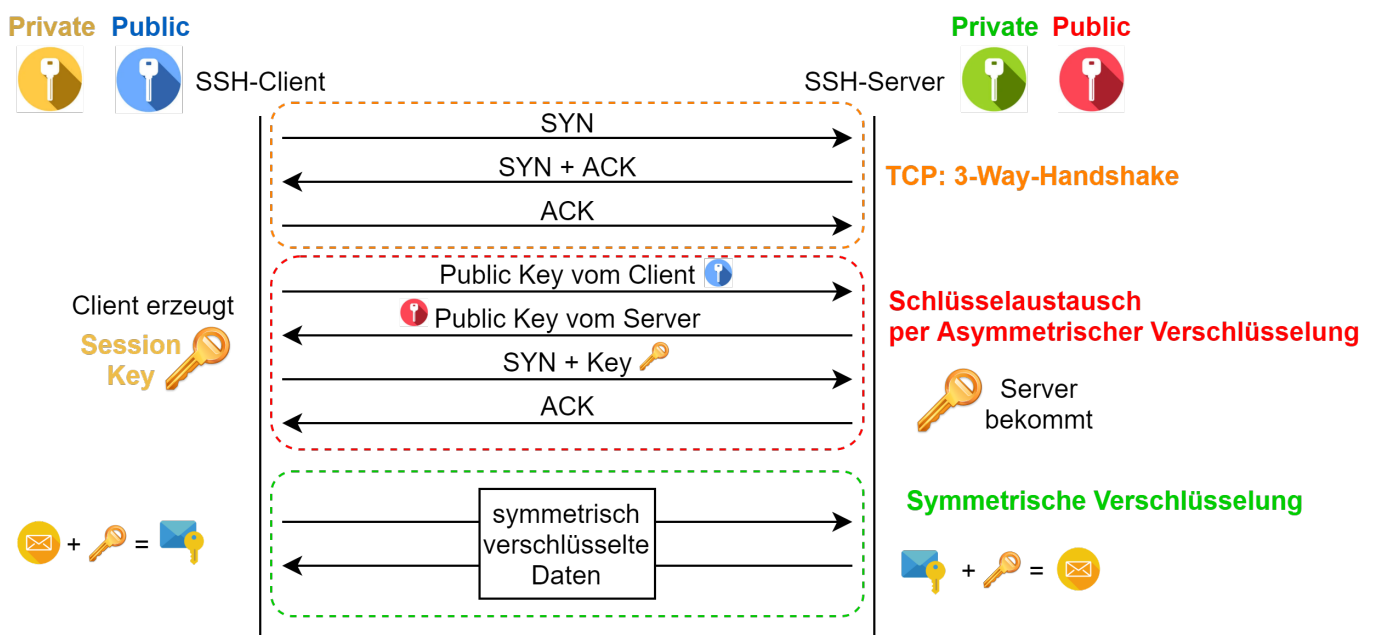 Private Public
Private Public
SSH-Client
SSH-Server
SYN
SYN + ACK
TCP: 3-Way-Handshake
ACK
Public Key vom Client
Client erzeugt
Session
Key
Public Key vom Server
Schlüsselaustausch
per Asymmetrischer Verschlüsselung
SYN + Key
Server
bekommt
ACK
Symmetrische Verschlüsselung
symmetrisch
verschlüsselte
Daten
+ =
+ =